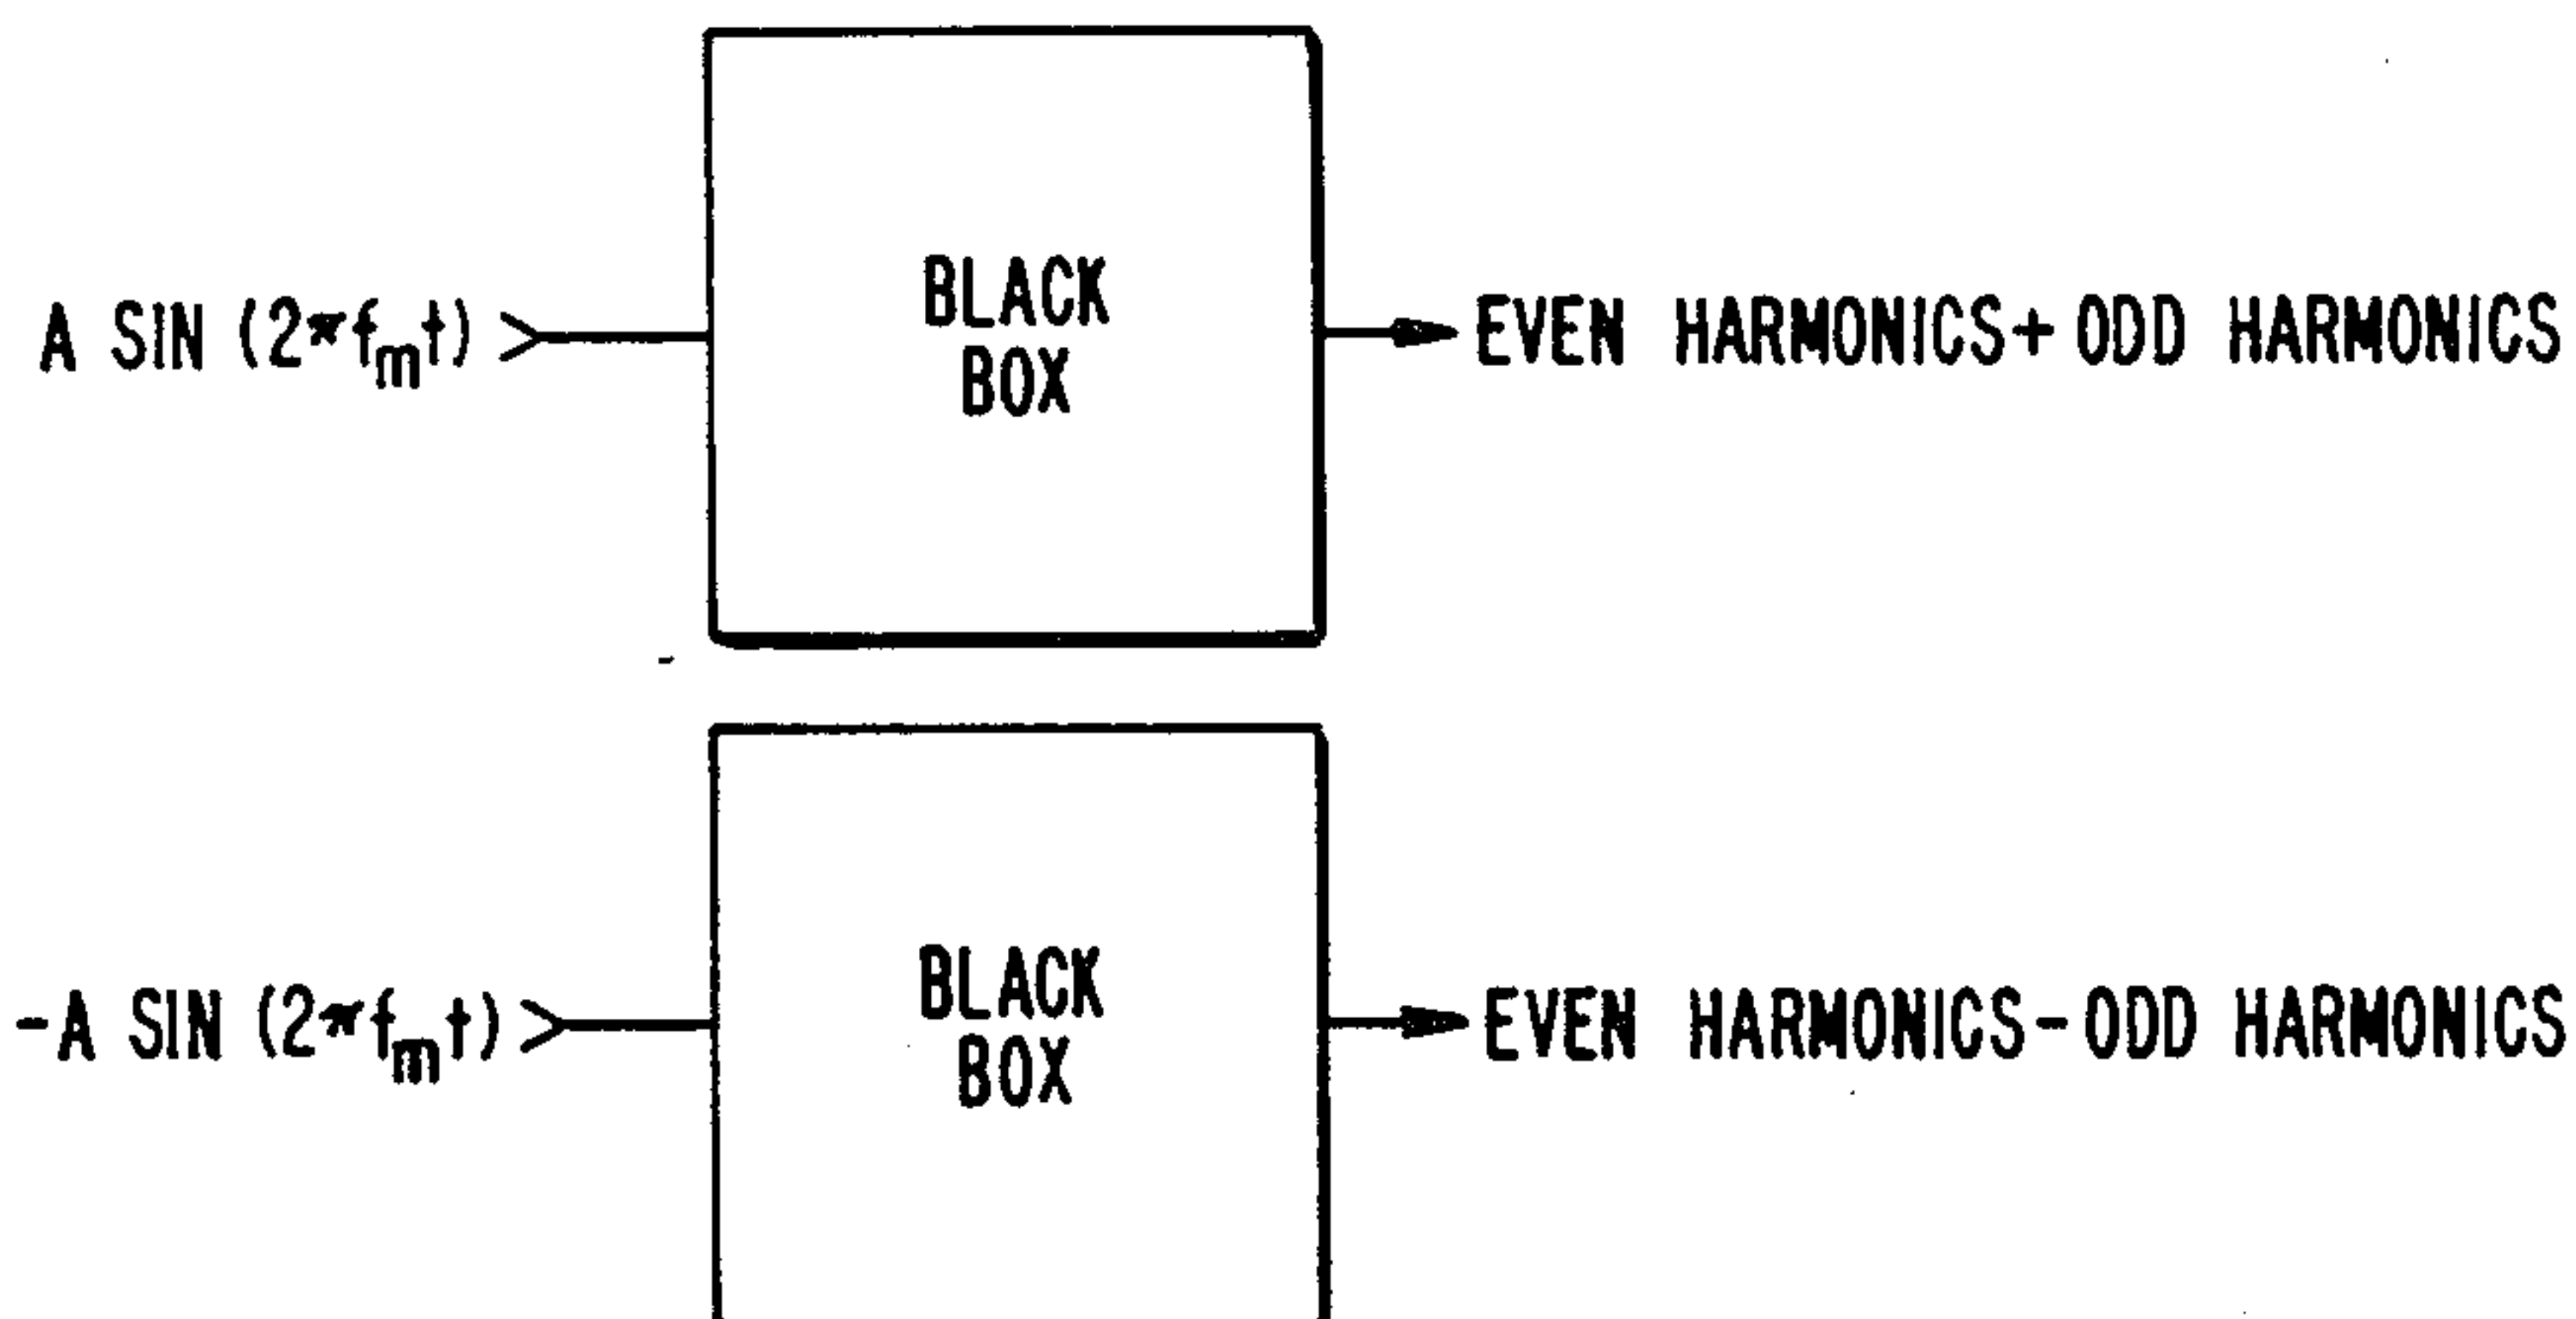 A SIN (2πfmt)
BLACK
BOX
EVEN HARMONICS+ ODD HARMONICS
-A SIN (2πfmt)
BLACK
BOX
EVEN HARMONICS- ODD HARMONICS